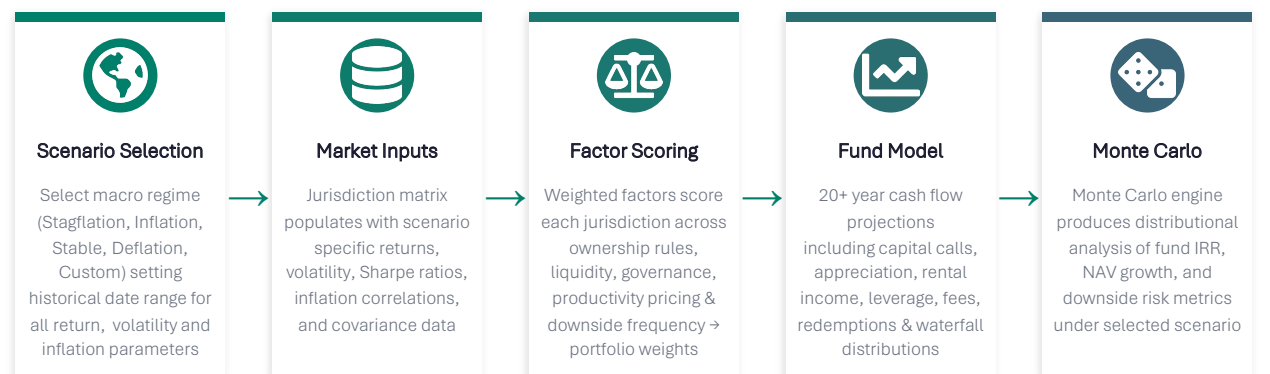 Scenario Selection
Select macro regime
(Stagflation, Inflation,
Stable, Deflation,
Custom) setting
historical date range for
all return, volatility and
inflation parameters
Market Inputs
Jurisdiction matrix
populates with scenario
specific returns,
volatility, Sharpe ratios,
inflation correlations,
and covariance data
Factor Scoring
Weighted factors score
each jurisdiction across
ownership rules,
liquidity, governance,
productivity pricing &
downside frequency →
portfolio weights
Fund Model
20+ year cash flow
projections
including capital calls,
appreciation, rental
income, leverage, fees,
redemptions & waterfall
distributions
Monte Carlo
Monte Carlo engine
produces distributional
analysis of fund IRR,
NAV growth, and
downside risk metrics
under selected scenario